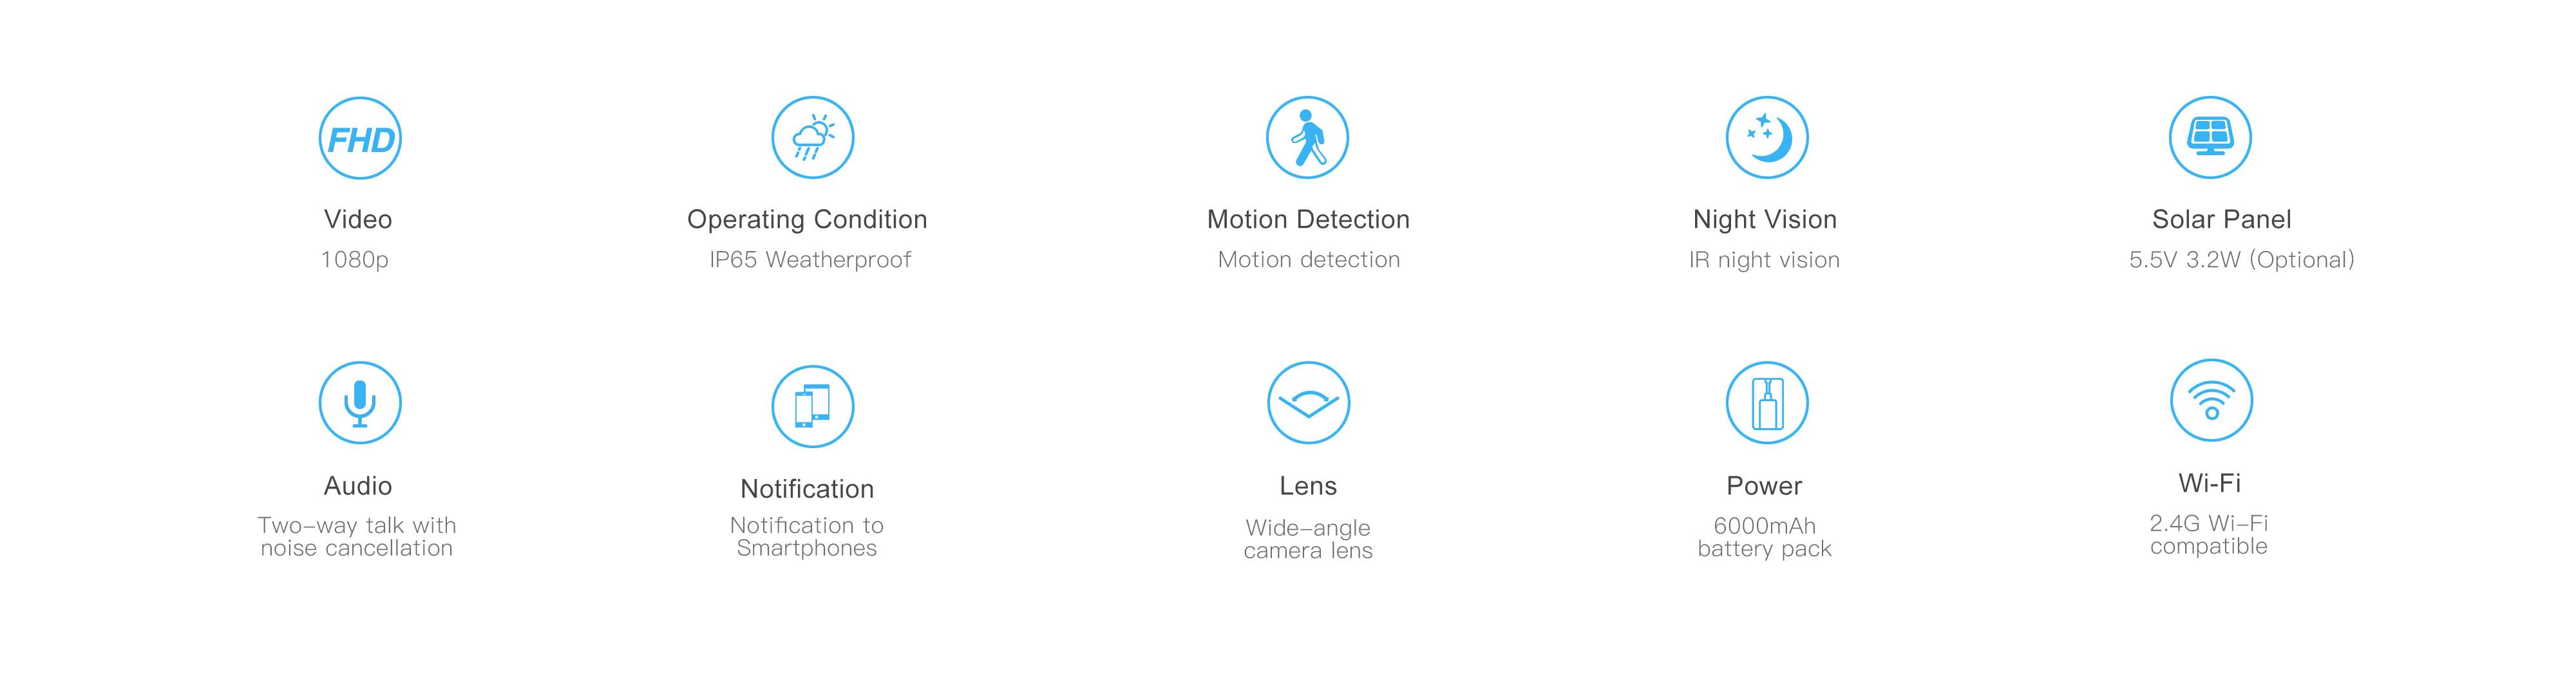 FHD
Video
1080p
Operating Condition
IP65 Weatherproof
Motion Detection
Motion detection
Night Vision
IR night vision
Solar Panel
5.5V 3.2W (Optional)
Audio
Two-way talk with
noise cancellation
Notification
Notification to
Smartphones
Lens
Wide-angle
camera lens
Power
6000mAh
battery pack
Wi-Fi
2.4G Wi-Fi
compatible